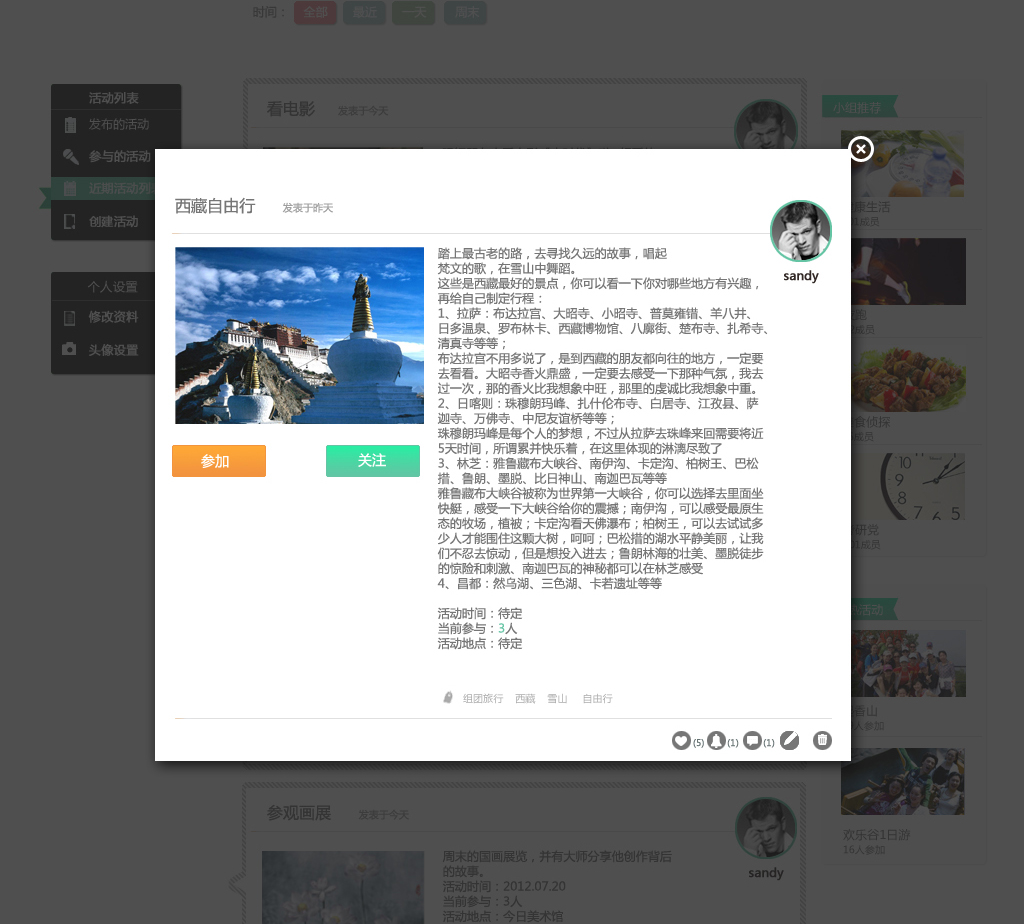 时间：
全部
最近
一天
周末
活动列表
发布的活动
参与的活动
近期活动列
创建活动
个人设置
修改资料
头像设置
看电影
发表于今天
小组推荐
西藏自由行
发表于昨天
sandy
踏上最古老的路，去寻找久远的故事，唱起
梵文的歌，在雪山中舞蹈。
这些是西藏最好的景点，你可以看一下你对哪些地方有兴趣，
再给自己制定行程：
1、拉萨：布达拉宫、大昭寺、小昭寺、普莫雍错、羊八井、
日多温泉、罗布林卡、西藏博物馆、八廓街、楚布寺、扎希寺、
清真寺等等；
布达拉宫不用多说了，是到西藏的朋友都向往的地方，一定要
去看看。大昭寺香火鼎盛，一定要去感受一下那种气氛，我去
过一次，那的香火比我想象中旺，那里的虔诚比我想象中重。
2、日喀则：珠穆朗玛峰、扎什伦布寺、白居寺、江孜县、萨
迦寺、万佛寺、中尼友谊桥等等；
珠穆朗玛峰是每个人的梦想，不过从拉萨去珠峰来回需要将近
5天时间，所谓累并快乐着，在这里体现的淋漓尽致了
3、林芝：雅鲁藏布大峡谷、南伊沟、卡定沟、柏树王、巴松
措、鲁朗、墨脱、比日神山、南迦巴瓦等等
雅鲁藏布大峡谷被称为世界第一大峡谷，你可以选择去里面坐
快艇，感受一下大峡谷给你的震撼；南伊沟，可以感受最原生
态的牧场，植被；卡定沟看天佛瀑布；柏树王，可以去试试多
少人才能围住这颗大树，呵呵；巴松措的湖水平静美丽，让我
们不忍去惊动，但是想投入进去；鲁朗林海的壮美、墨脱徒步
的惊险和刺激、南迦巴瓦的神秘都可以在林芝感受
4、昌都：然乌湖、三色湖、卡若遗址等等
活动时间：待定
当前参与：3人
活动地点：待定
参加
关注
组团旅行 西藏 雪山 自由行
(5) (1) (1)
康生活
成员
跑
成员
食侦探
成员
研党
成员
活动
香山
人参加
欢乐谷1日游
16人参加
参观画展
发表于今天
sandy
周末的国画展览，并有大师分享他创作背后
的故事。
活动时间：2012.07.20
当前参与：3人
活动地点：今日美术馆